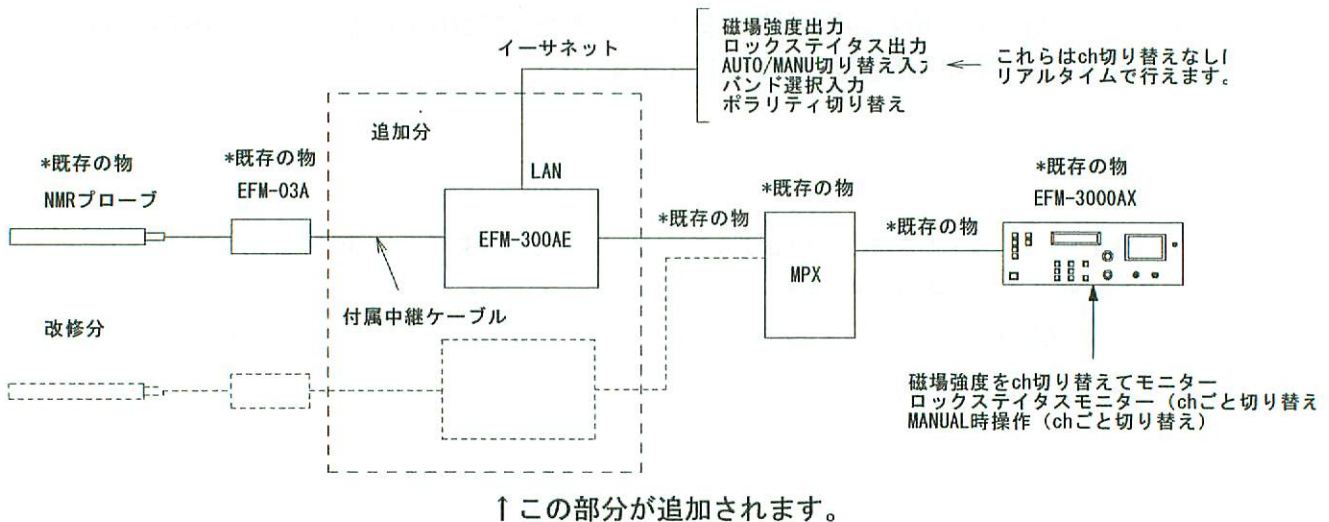 磁場強度出力
ロックステイタス出力
AUTO/MANU切り替え入
バンド選択入力
ポラリティ切り替え
これらはch切り替えなし
リアルタイムで行えます。
イーサネット
追加分
LAN
*既存の物
NMRプローブ
*既存の物
EFM-03A
EFM-300AE
*既存の物
*既存の物
MPX
*既存の物
*既存の物
EFM-3000AX
付属中継ケーブル
改修分
磁場強度をch切り替えてモニター
ロックステイタスモニター（chごと切り替え
MANUAL時操作（chごと切り替え）
↑この部分が追加されます。